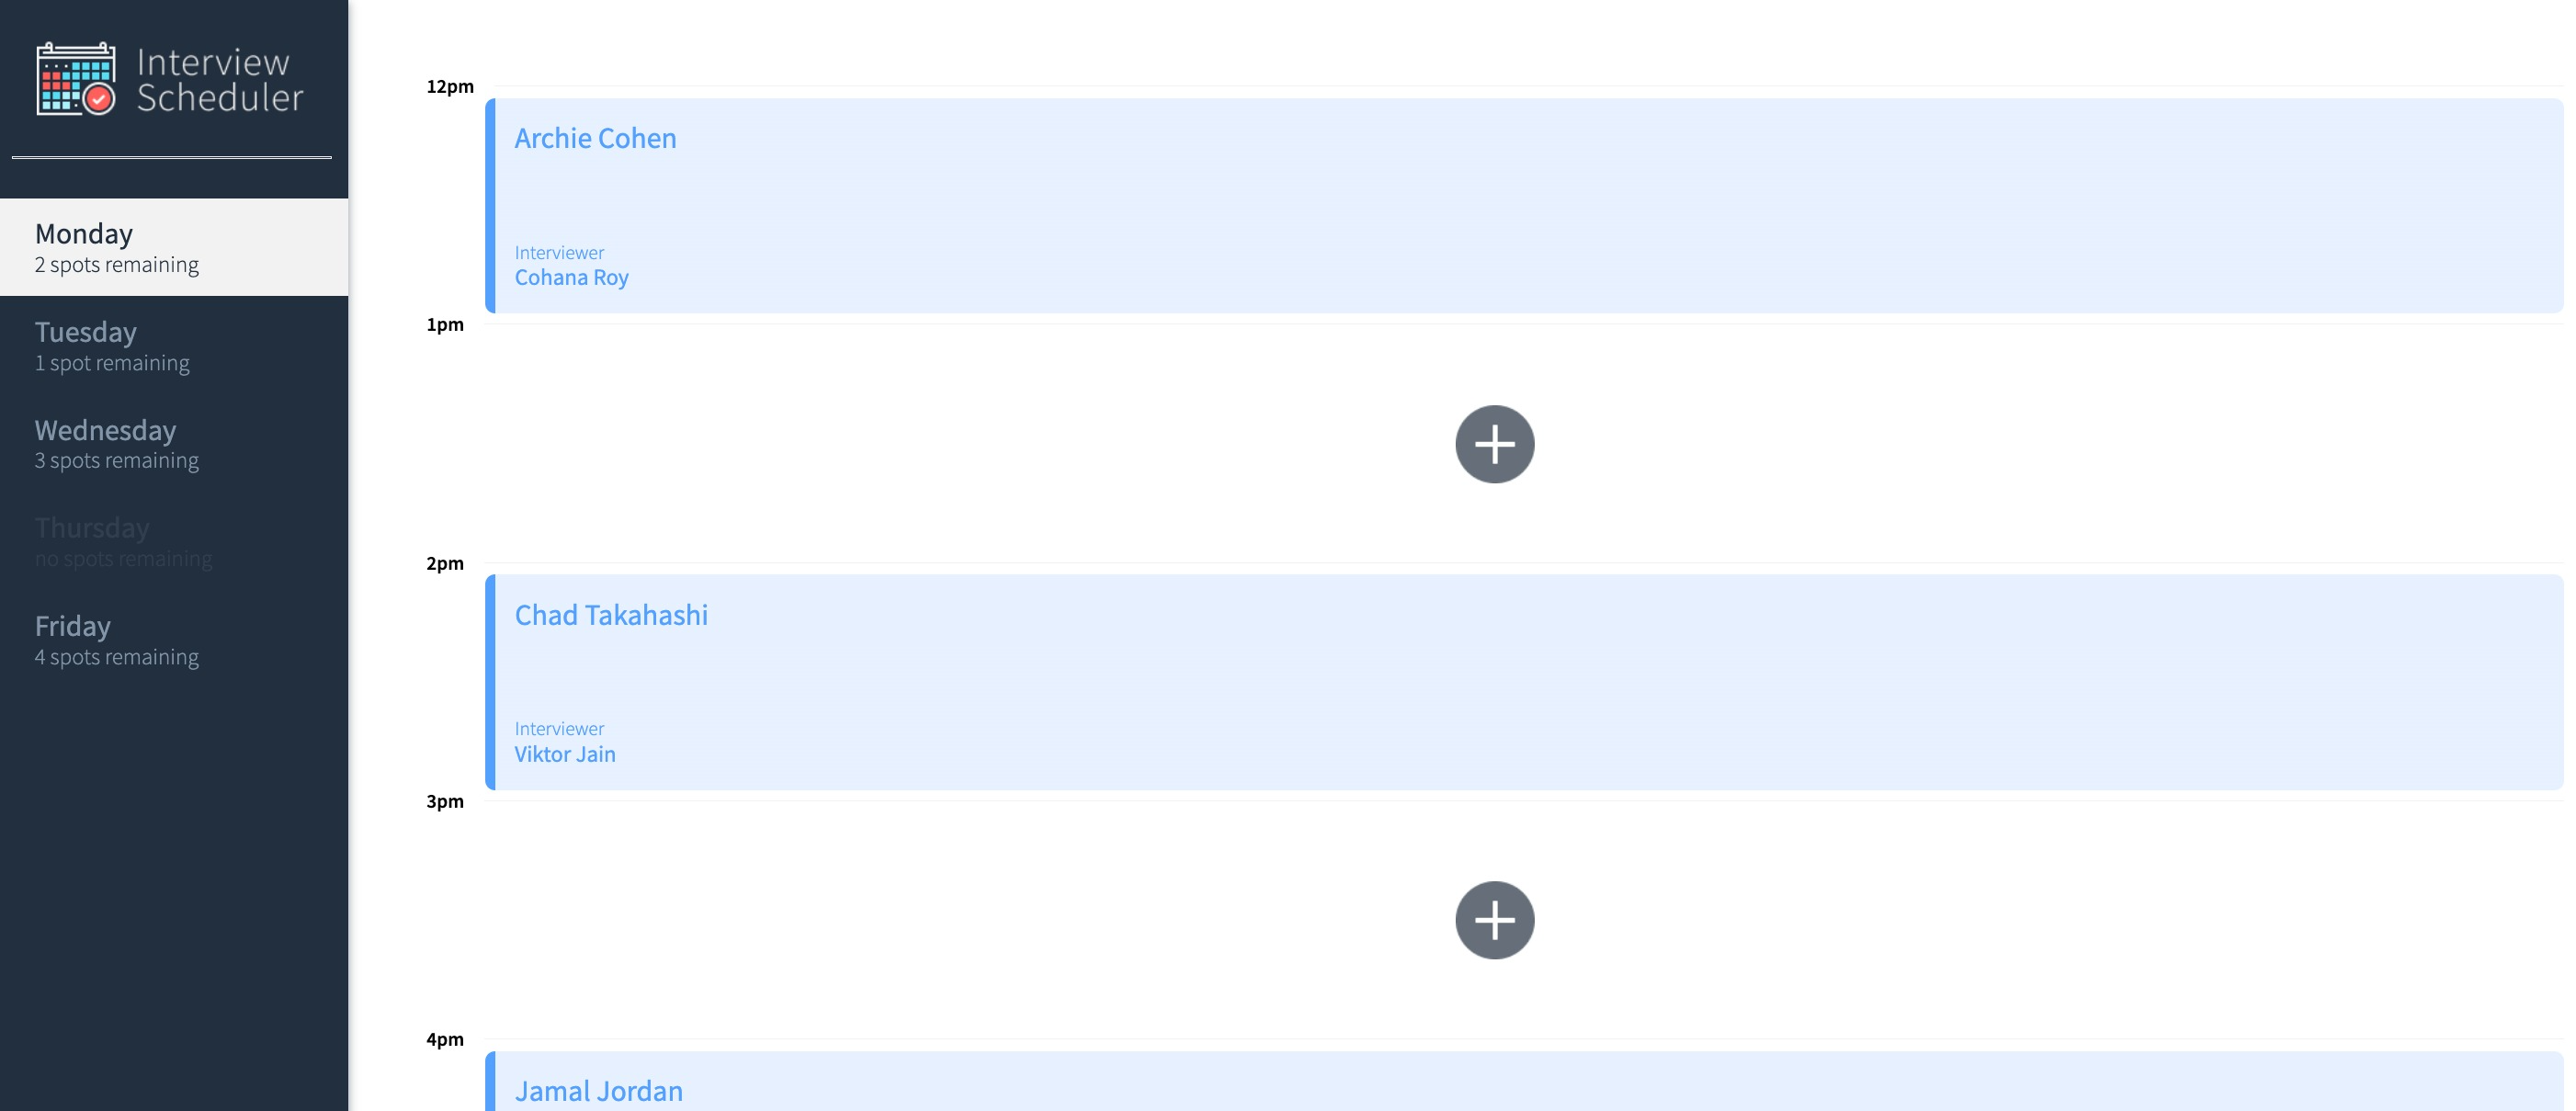 Interview
Scheduler
Monday
2 spots remaining
Tuesday
1 spot remaining
Wednesday
3 spots remaining
Thursday
no spots remaining
Friday
4 spots remaining
12pm
Archie Cohen
Interviewer
Cohana Roy
1pm
2pm
Chad Takahashi
Interviewer
Viktor Jain
3pm
4pm
Jamal Jordan